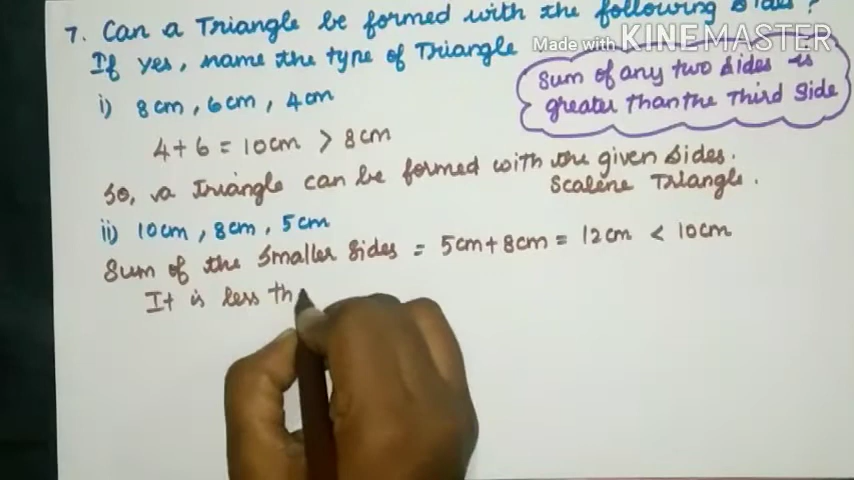 7. Can a Triangle be formed with the following sides?
If yes, name the type of Triangle
Made with KINEMASTER
Sum of any two sides is
greater than the Third Side
i) 8cm, 6cm, 4cm
4 + 6 = 10cm > 8cm
So, a Triangle can be formed with the given sides.
Scalene Triangle.
ii) 10cm, 8cm, 5cm
Sum of the smaller sides = 5cm + 8cm = 12cm < 10cm
It is less th